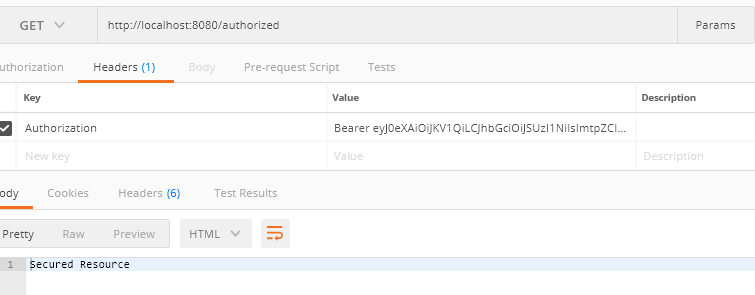 GET http://localhost:8080/authorized Params
uthorization Headers (1) Body Pre-request Script Tests
Key Value Description
Authorization Bearer eyJ0eXAiOiJKV1QiLCJhbGciOiJSUzI1NiIsImtpZCI...
New key Value Description
ody Cookies Headers (6) Test Results
Pretty Raw Preview HTML
1 Secured Resource